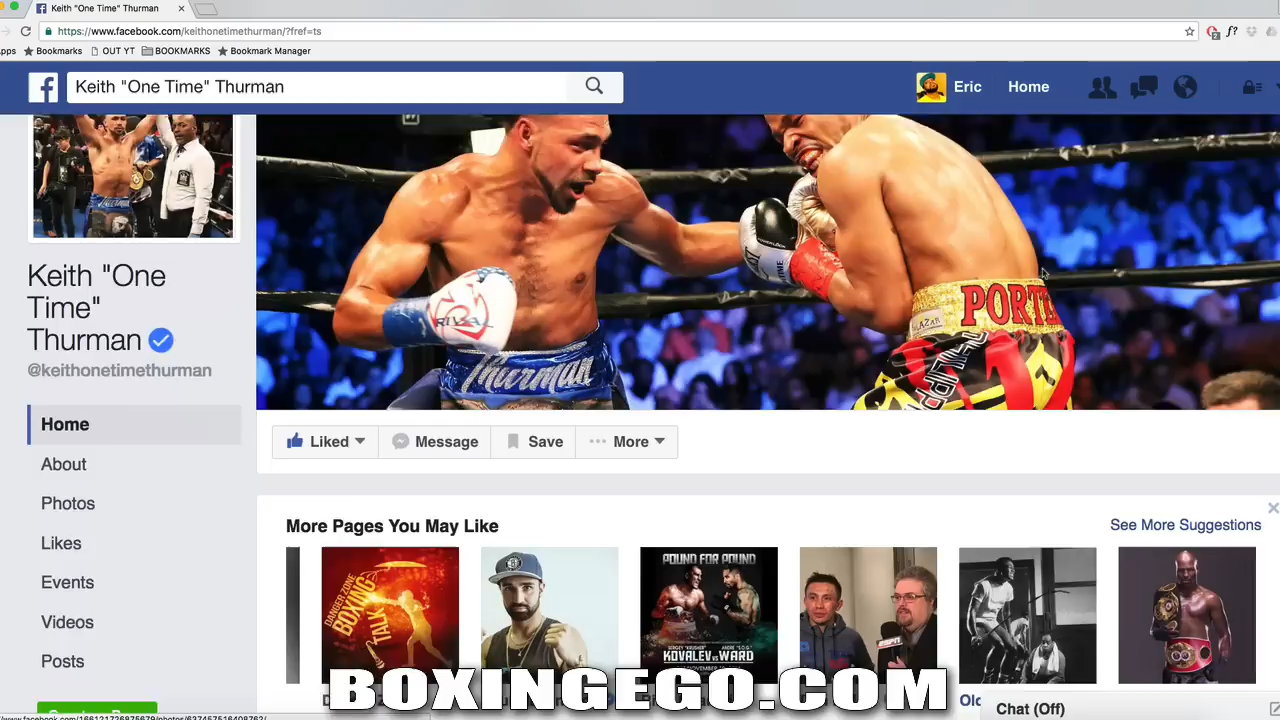 Keith "One Time" Thurman
https://www.facebook.com/keithonetimethurman/?fref=ts
Bookmarks OUT YT BOOKMARKS Bookmark Manager
Keith "One Time" Thurman
Eric Home
RIVAL
Thurman
PORTE
Keith "One
Time"
Thurman
@keithonetimethurman
Home
About
Photos
Likes
Events
Videos
Posts
Liked Message Save More
More Pages You May Like
See More Suggestions
DANGER ZONE
BOXING
TALK
POUND FOR POUND
KOVALEV vs WARD
ESPN
BOXINGEGO.COM
Chat (Off)